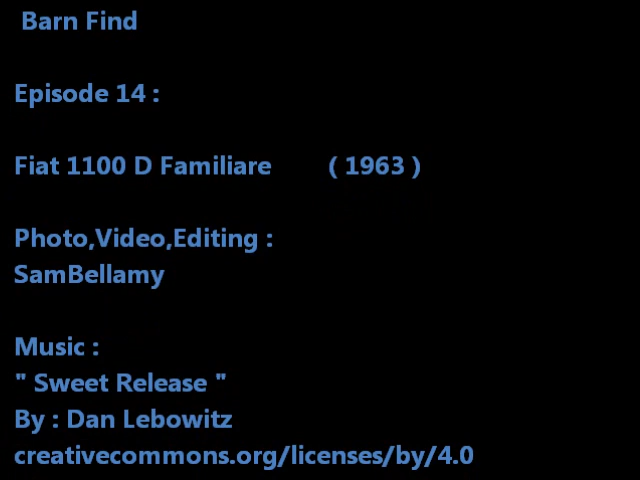 Barn Find
Episode 14 :
Fiat 1100 D Familiare ( 1963 )
Photo,Video,Editing :
SamBellamy
Music :
" Sweet Release "
By : Dan Lebowitz
creativecommons.org/licenses/by/4.0